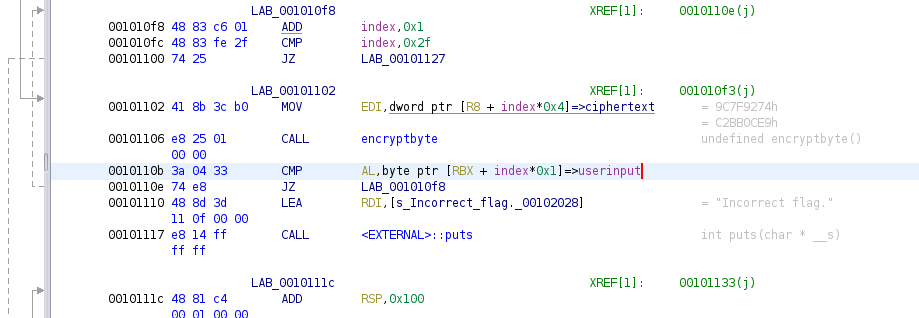 LAB_001010f8 XREF[1]: 0010110e(j)
001010f8 48 83 c6 01 ADD index,0x1
001010fc 48 83 fe 2f CMP index,0x2f
00101100 74 25 JZ LAB_00101127
LAB_00101102 XREF[1]: 001010f3(j)
00101102 41 8b 3c b0 MOV EDI,dword ptr [R8 + index*0x4]=>ciphertext = 9C7F9274h
= C2BB0CE9h
00101106 e8 25 01 CALL encryptbyte undefined encryptbyte()
00 00
0010110b 3a 04 33 CMP AL,byte ptr [RBX + index*0x1]=>userinput
0010110e 74 e8 JZ LAB_001010f8
00101110 48 8d 3d LEA RDI,[s_Incorrect_flag._00102028] = "Incorrect flag."
11 0f 00 00
00101117 e8 14 ff CALL <EXTERNAL>::puts int puts(char * __s)
ff ff
LAB_0010111c XREF[1]: 00101133(j)
0010111c 48 81 c4 ADD RSP,0x100
00 01 00 00